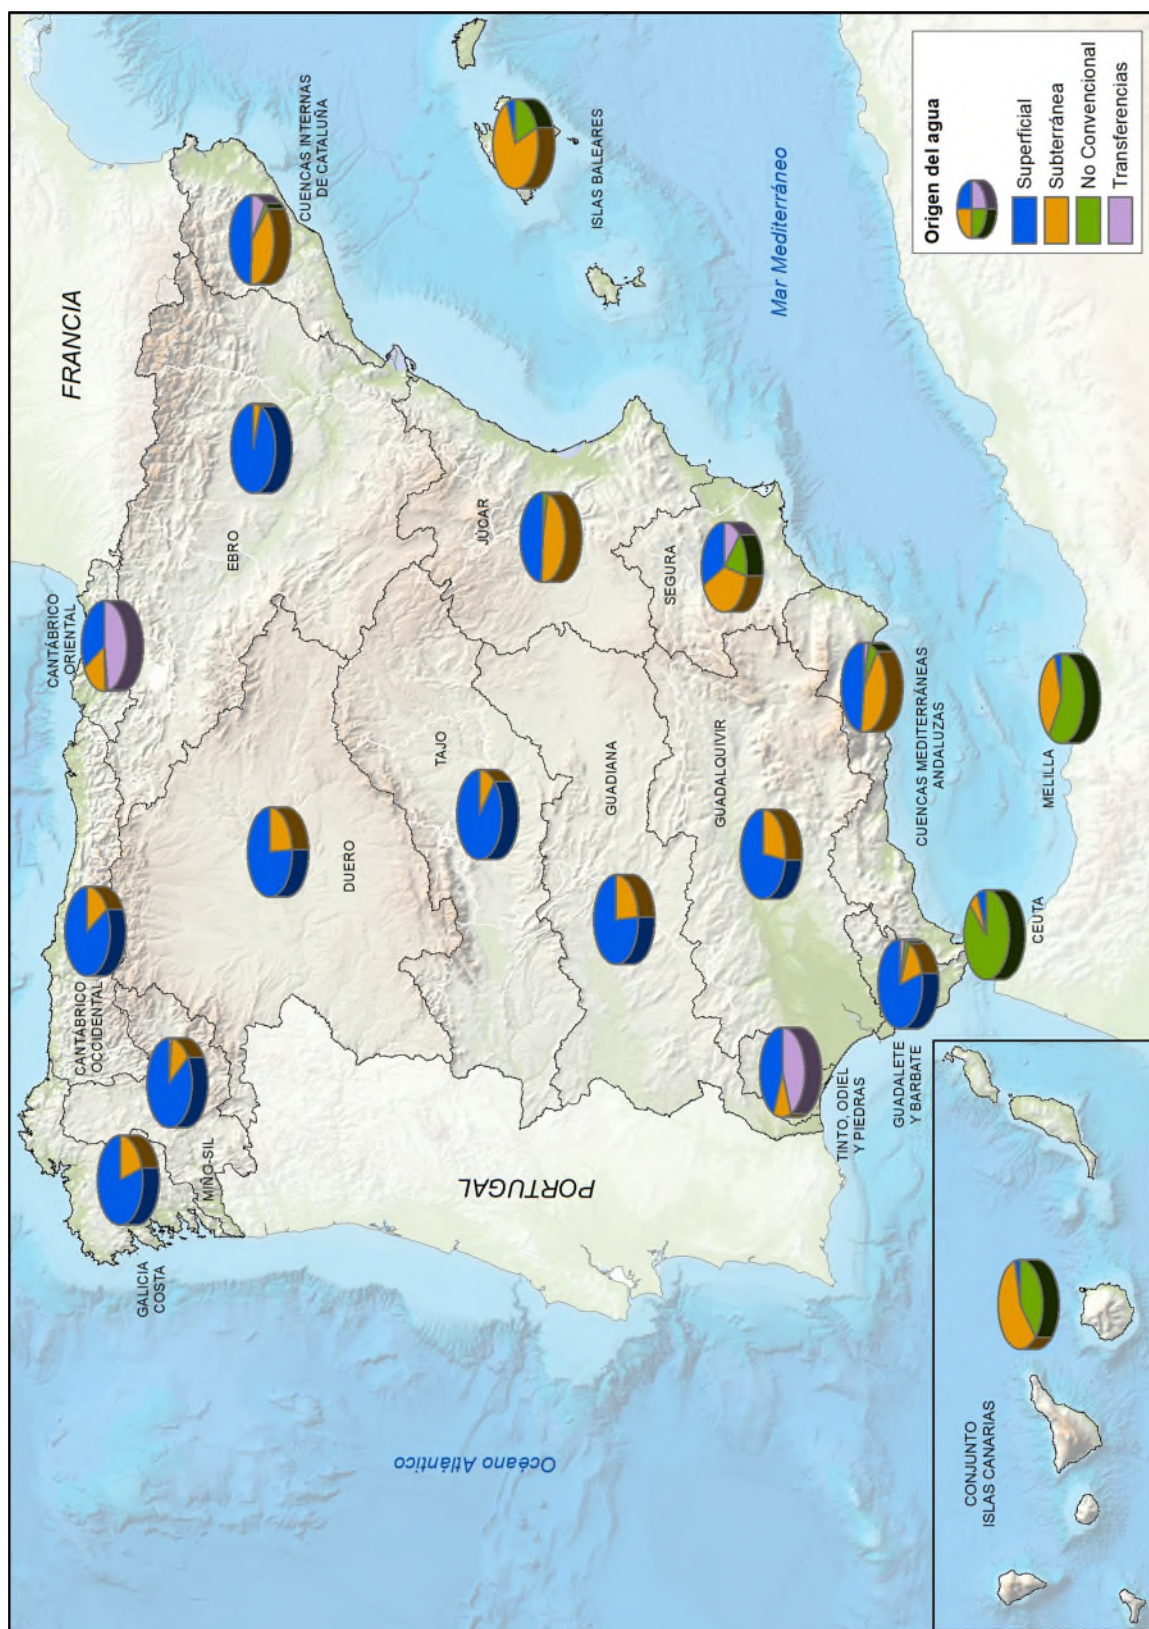 FRANCIA
CANTÁBRICO
ORIENTAL
CUENCAS INTERNAS
DE CATALUÑA
CANTÁBRICO
OCCIDENTAL
GALICIA
COSTA
MIÑO-SIL
EBRO
DUERO
TAJO
JÚCAR
ISLAS BALEARES
PORTUGAL
GUADIANA
SEGURA
GUADALQUIVIR
Océano Atlántico
Mar Mediterráneo
TINTO, ODIEL
Y PIEDRAS
GUADALETE
Y BARBATE
CUENCAS MEDITERRÁNEAS
ANDALUZAS
CEUTA
MELILLA
CONJUNTO
ISLAS CANARIAS
Origen del agua
Superficial
Subterránea
No Convencional
Transferencias